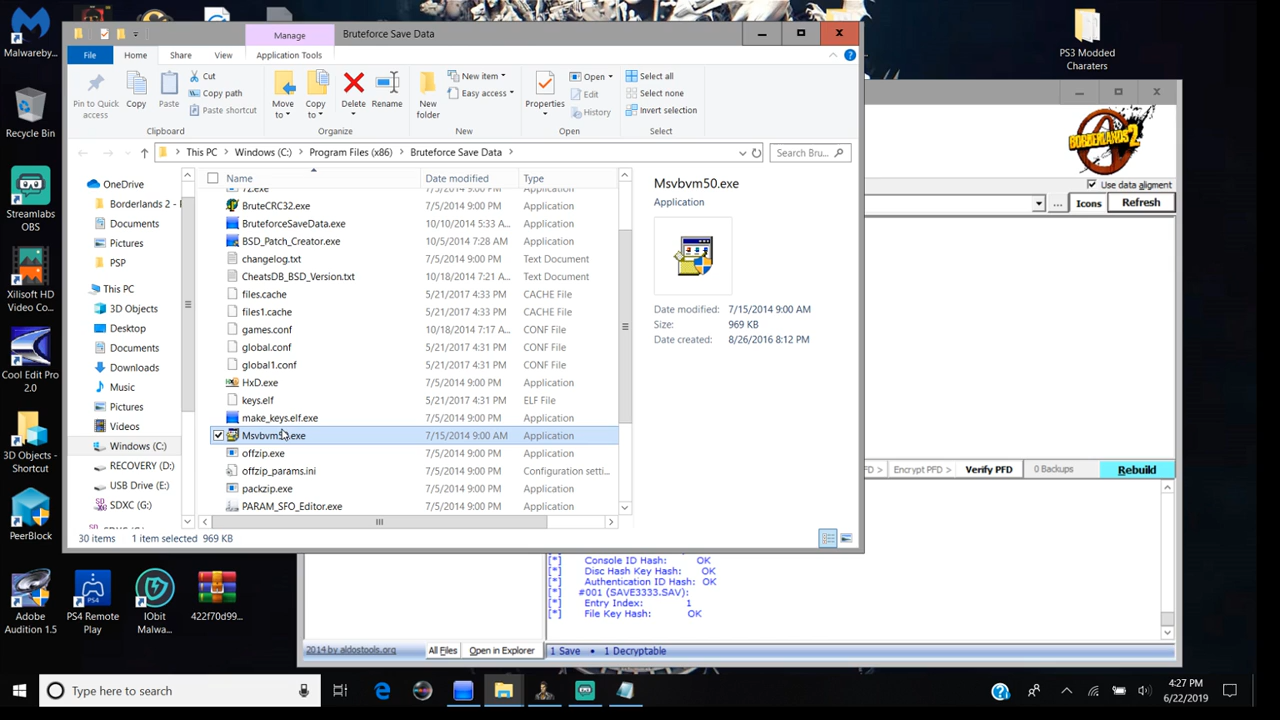 Malwareby...
Recycle Bin
Streamlabs
OBS
Xilisoft HD
Video Co...
Cool Edit Pro
2.0
3D Objects -
Shortcut
PeerBlock
Adobe
Audition 1.5
PS4 Remote
Play
IObit
Malwa...
422f70d99...
PS3 Modded
Charaters
Manage
Bruteforce Save Data
File
Home
Share
View
Application Tools
Pin to Quick
access
Copy
Paste
Cut
Copy path
Paste shortcut
Clipboard
Move
to
Copy
to
Delete
Rename
Organize
New
folder
New item
Easy access
New
Properties
Open
Edit
History
Open
Select all
Select none
Invert selection
Select
This PC > Windows (C:) > Program Files (x86) > Bruteforce Save Data >
Search Bru...
OneDrive
Documents
Pictures
PSP
This PC
3D Objects
Desktop
Documents
Downloads
Music
Pictures
Videos
Windows (C:)
RECOVERY (D:)
USB Drive (E:)
SDXC (G:)
Name Date modified Type
7/5/2014 9:00 PM Application
BruteCRC32.exe 7/5/2014 9:00 PM Application
BruteforceSaveData.exe 10/10/2014 5:33 A... Application
BSD_Patch_Creator.exe 10/5/2014 7:28 AM Application
changelog.txt 7/5/2014 9:00 PM Text Document
CheatsDB_BSD_Version.txt 10/18/2014 7:21 A... Text Document
files.cache 5/21/2017 4:33 PM CACHE File
files1.cache 5/21/2017 4:33 PM CACHE File
games.conf 10/18/2014 7:17 A... CONF File
global.conf 5/21/2017 4:31 PM CONF File
global1.conf 5/21/2017 4:31 PM CONF File
HxD.exe 7/5/2014 9:00 PM Application
keys.elf 5/21/2017 4:31 PM ELF File
make_keys.elf.exe 7/5/2014 9:00 PM Application
Msvbvm50.exe 7/15/2014 9:00 AM Application
offzip.exe 7/5/2014 9:00 PM Application
offzip_params.ini 7/5/2014 9:00 PM Configuration setti...
packzip.exe 7/5/2014 9:00 PM Application
PARAM_SFO_Editor.exe 7/5/2014 9:00 PM Application
30 items 1 item selected 969 KB
Msvbvm50.exe
Application
Date modified: 7/15/2014 9:00 AM
Size: 969 KB
Date created: 8/26/2016 8:12 PM
BORDERLANDS 2
Use data aligment
... Icons Refresh
FD > Encrypt PFD > Verify PFD 0 Backups Rebuild
[*] Console ID Hash: OK
[*] Disc Hash Key Hash: OK
[*] Authentication ID Hash: OK
[*] #001 (SAVE3333.SAV):
[*] Entry Index: 1
[*] File Key Hash: OK
2014 by aldostools.org All Files Open in Explorer 1 Save • 1 Decryptable
Type here to search
4:27 PM
6/22/2019